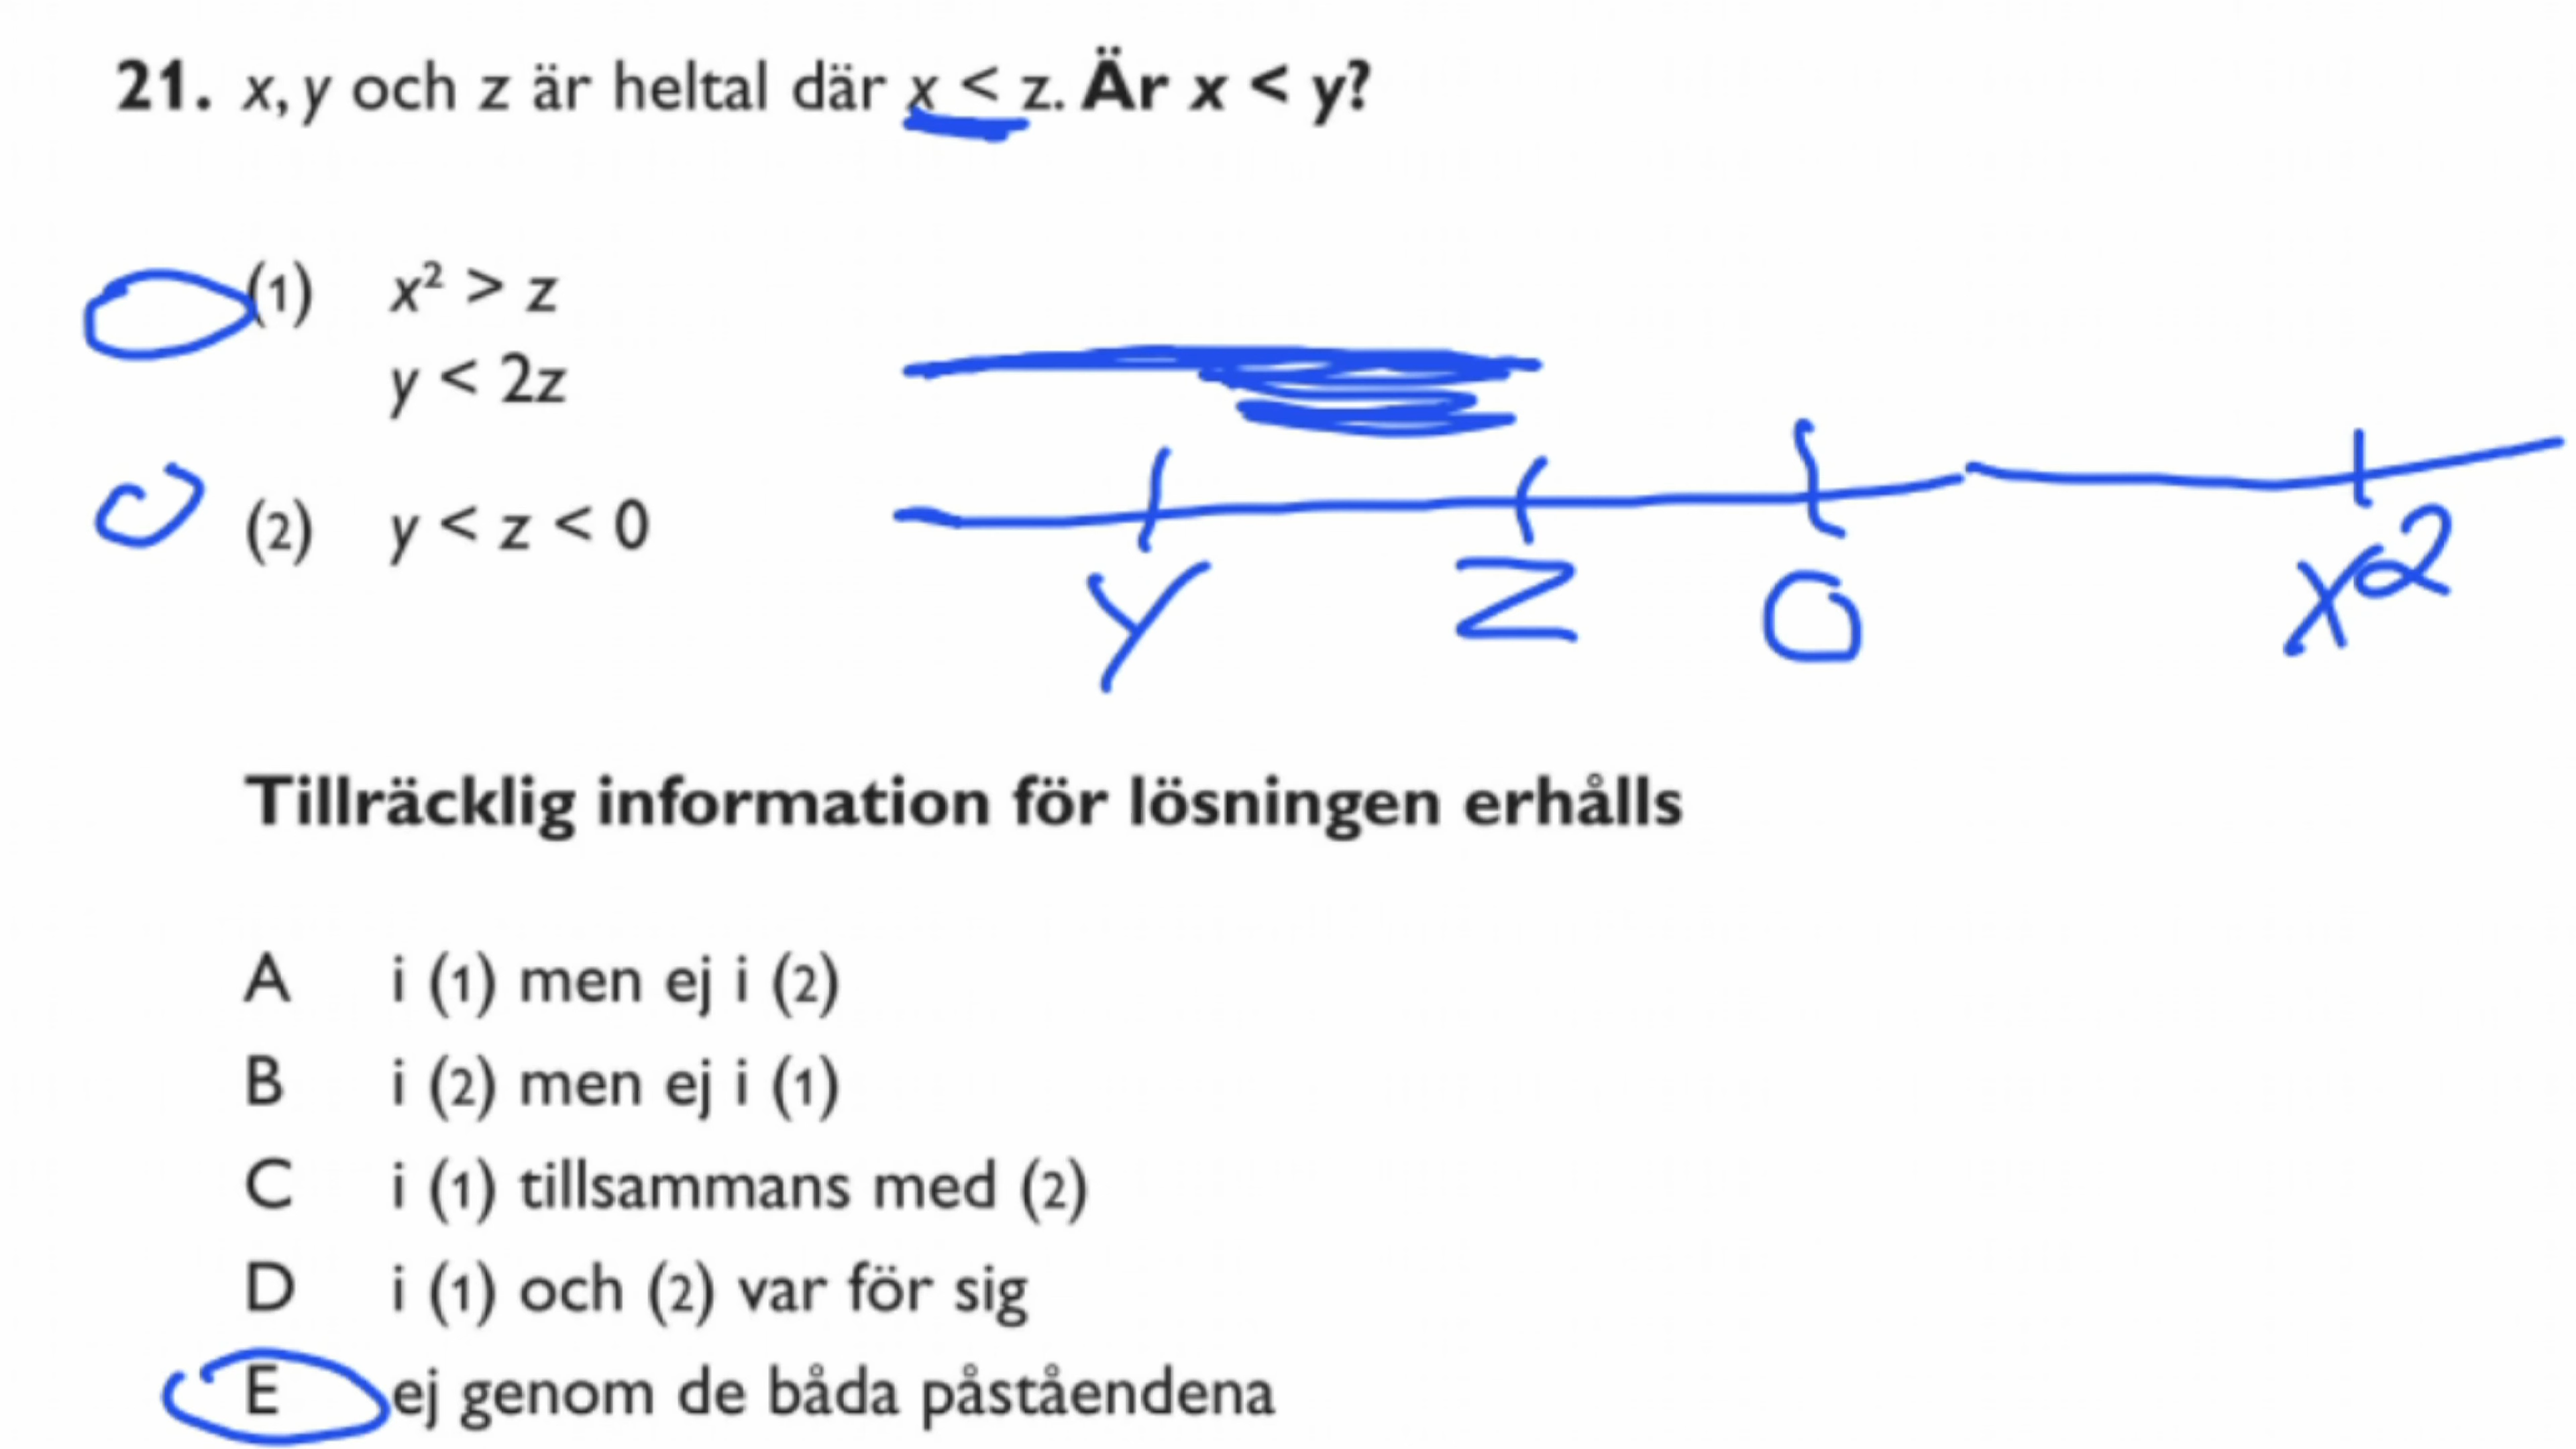 21. x, y och z är heltal där x < z. Är x < y?
(1) x² > z
y < 2z
(2) y < z < 0
y z 0 x2
Tillräcklig information för lösningen erhålls
A i (1) men ej i (2)
B i (2) men ej i (1)
C i (1) tillsammans med (2)
D i (1) och (2) var för sig
E ej genom de båda påståendena